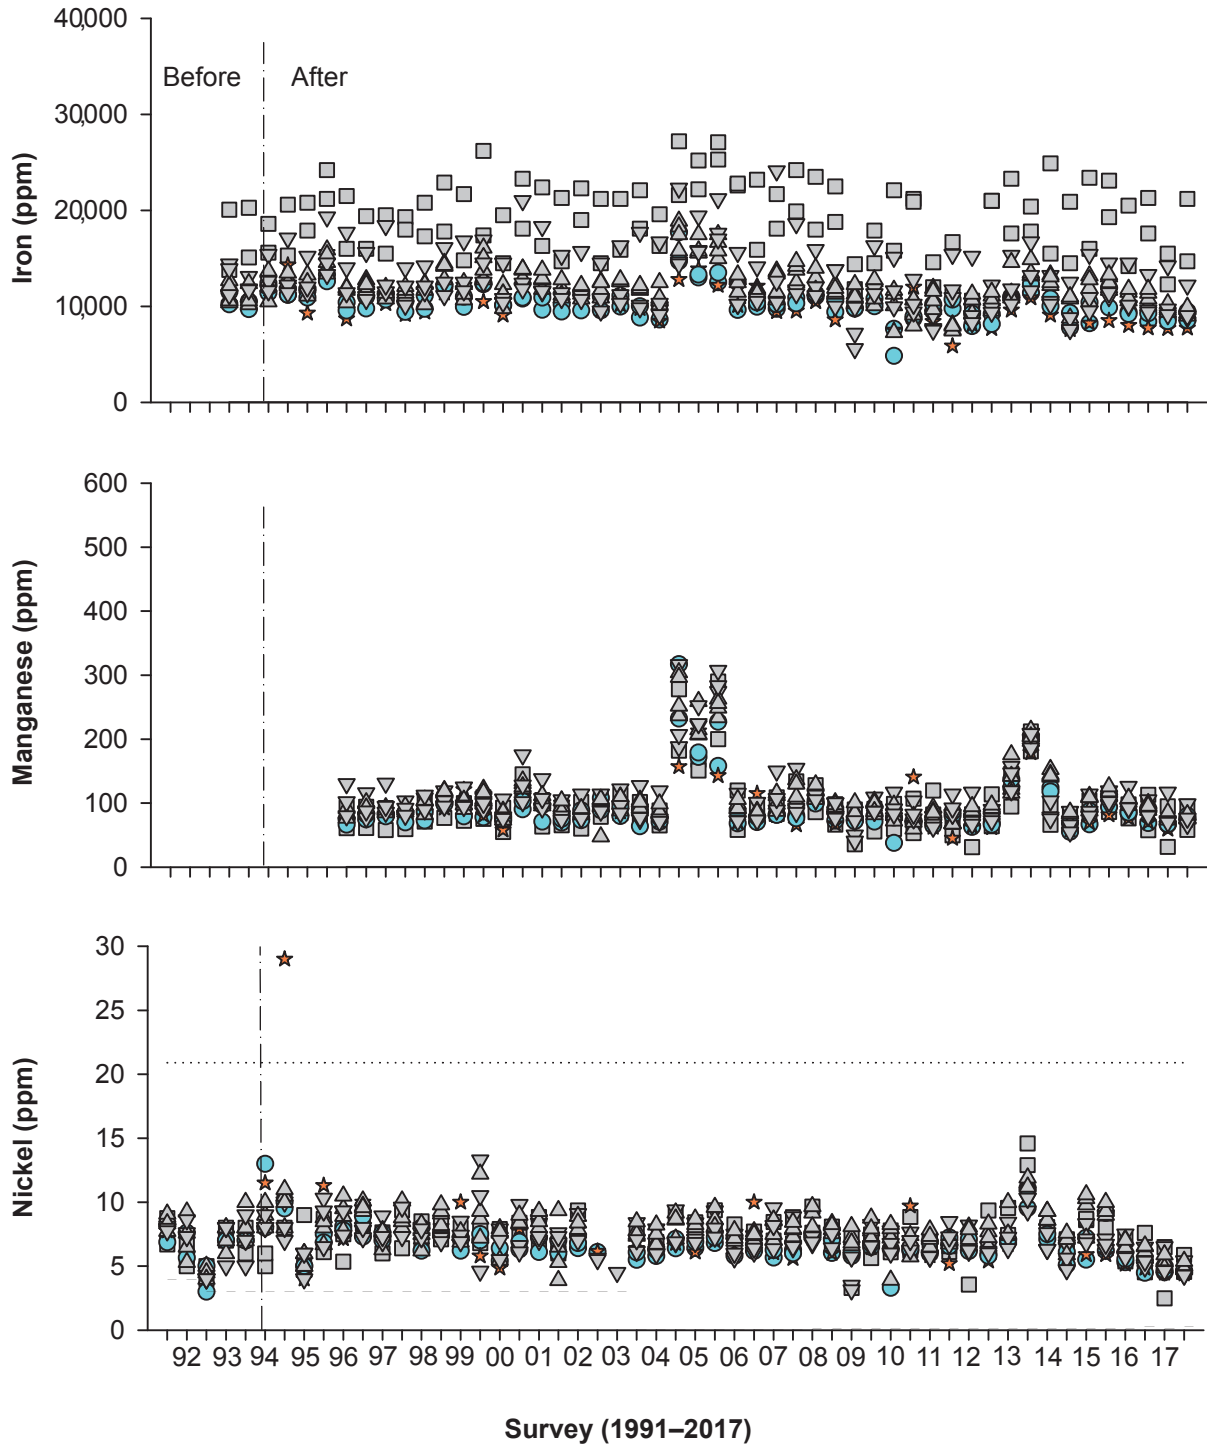 40,000
30,000
20,000
10,000
0
Before
After
Iron (ppm)
600
500
400
300
200
100
0
Manganese (ppm)
30
25
20
15
10
5
0
Nickel (ppm)
92 93 94 95 96 97 98 99 00 01 02 03 04 05 06 07 08 09 10 11 12 13 14 15 16 17
Survey (1991–2017)